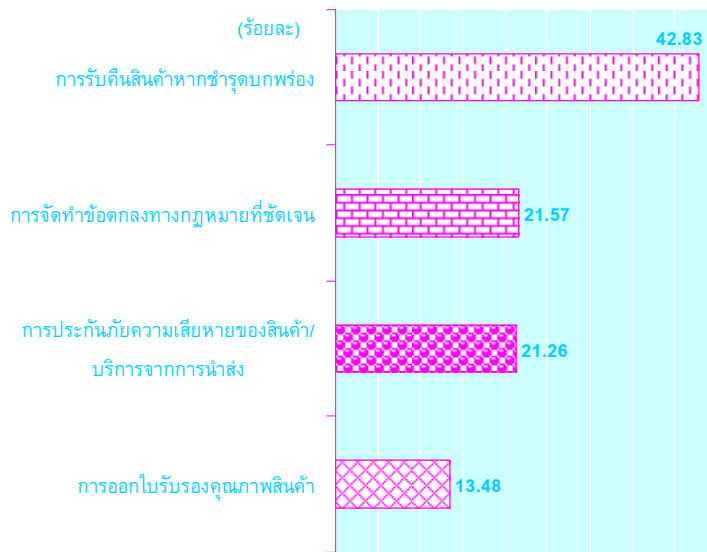 (ร้อยละ)
42.83
การรับคืนสินค้าหากชำรุดบกพร่อง
การจัดทำข้อตกลงทางกฎหมายที่ชัดเจน
21.57
การประกันภัยความเสียหายของสินค้า/
บริการจากการนำส่ง
21.26
การออกใบรับรองคุณภาพสินค้า
13.48